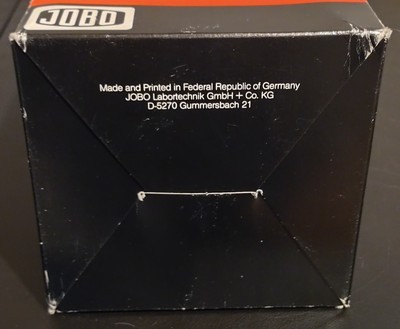 JOBO
Made and Printed in Federal Republic of Germany
JOBO Labortechnik GmbH + Co. KG
D-5270 Gummersbach 21